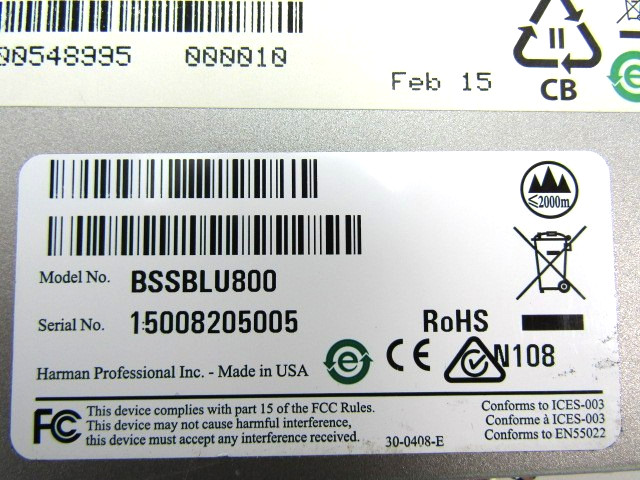 00548995 000010
Feb 15
CB
≤2000m
Model No. BSSBLU800
Serial No. 15008205005
RoHS
N108
Harman Professional Inc. - Made in USA
e
CE
FC
This device complies with part 15 of the FCC Rules.
This device may not cause harmful interference,
this device must accept any interference received.
30-0408-E
Conforms to ICES-003
Conforme à ICES-003
Conforms to EN55022